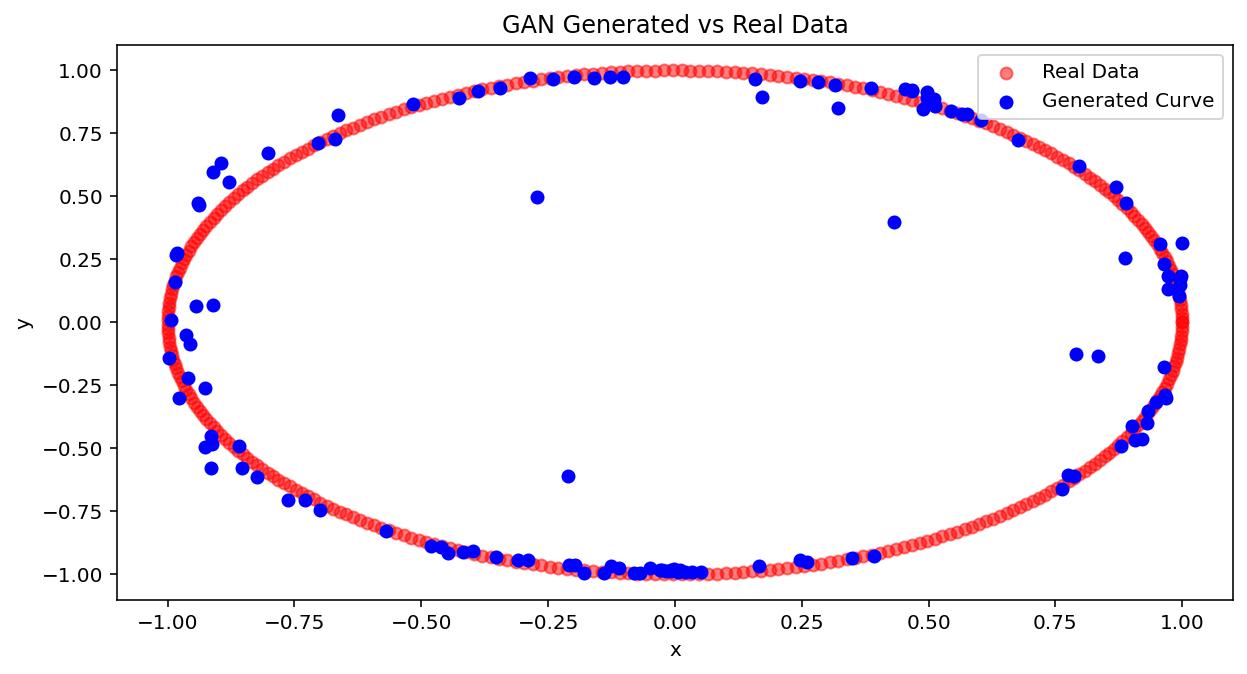 GAN Generated vs Real Data
Real Data
Generated Curve
1.00
0.75
0.50
0.25
0.00
−0.25
−0.50
−0.75
−1.00
y
−1.00 −0.75 −0.50 −0.25 0.00 0.25 0.50 0.75 1.00
x